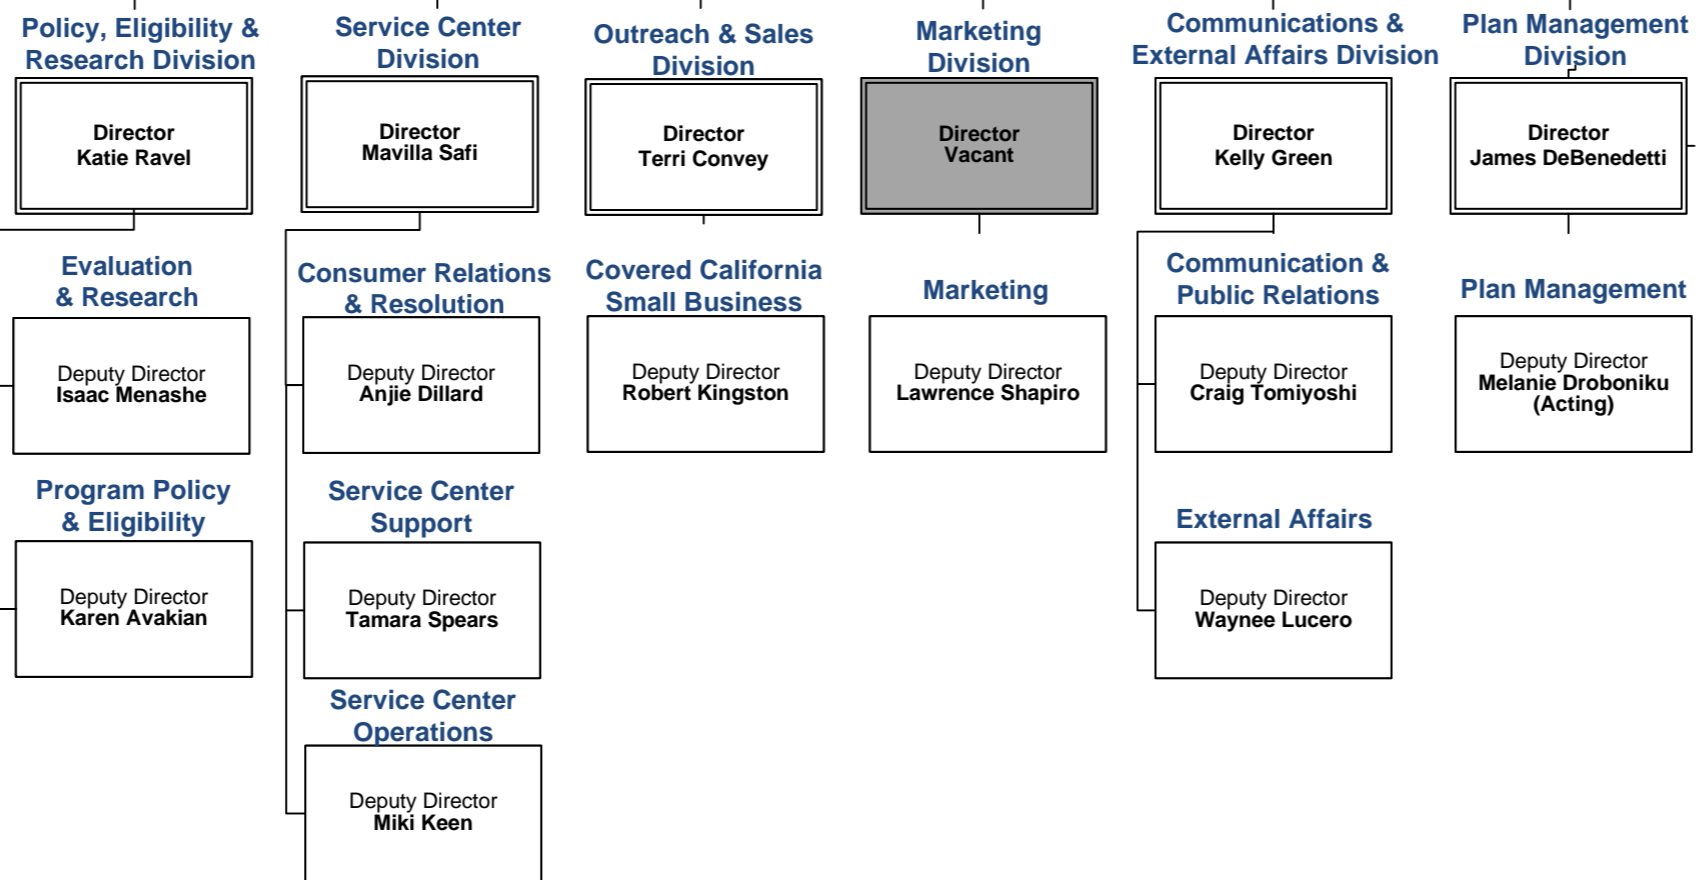 Policy, Eligibility &
Research Division
Director
Katie Ravel
Evaluation
& Research
Deputy Director
Isaac Menashe
Program Policy
& Eligibility
Deputy Director
Karen Avakian
Service Center
Division
Director
Mavilla Safi
Consumer Relations
& Resolution
Deputy Director
Anjie Dillard
Service Center
Support
Deputy Director
Tamara Spears
Service Center
Operations
Deputy Director
Miki Keen
Outreach & Sales
Division
Director
Terri Convey
Covered California
Small Business
Deputy Director
Robert Kingston
Marketing
Division
Director
Vacant
Marketing
Deputy Director
Lawrence Shapiro
Communications &
External Affairs Division
Director
Kelly Green
Communication &
Public Relations
Deputy Director
Craig Tomiyoshi
External Affairs
Deputy Director
Waynee Lucero
Plan Management
Division
Director
James DeBenedetti
Plan Management
Deputy Director
Melanie Droboniku
(Acting)